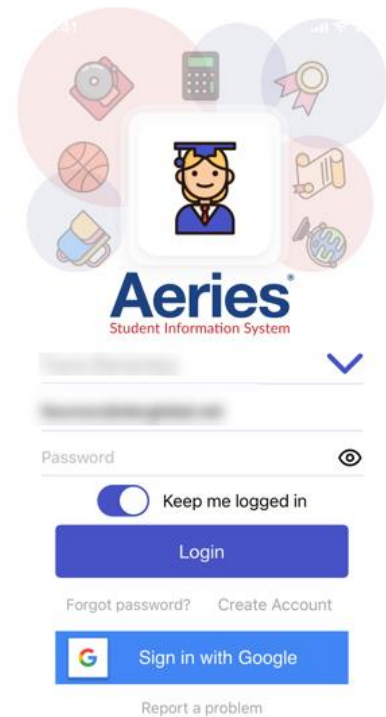 Aeries®
Student Information System
Password
Keep me logged in
Login
Forgot password? Create Account
G Sign in with Google
Report a problem